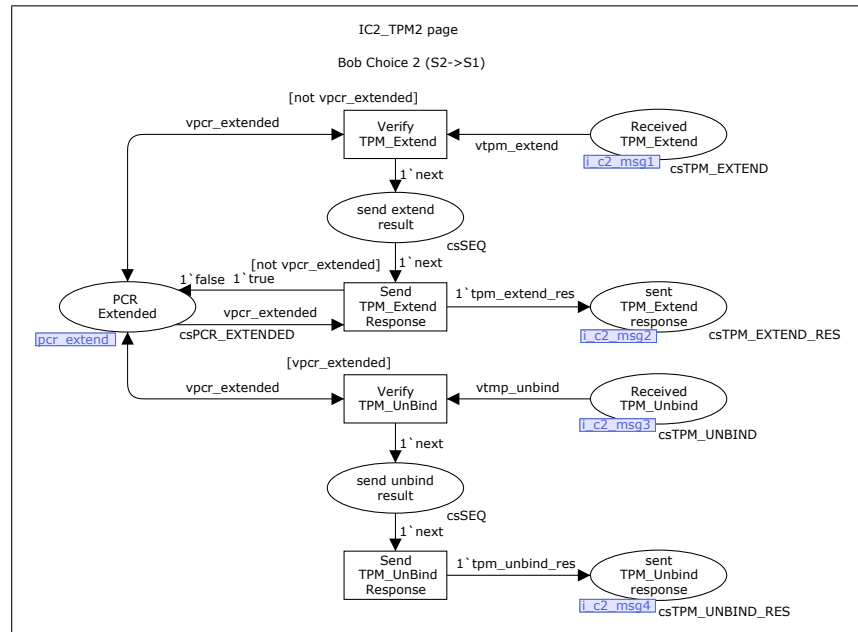 IC2_TPM2 page
Bob Choice 2 (S2->S1)
[not vpcr_extended]
vpcr_extended
Verify
TPM_Extend
vtpm_extend
Received
TPM_Extend
i_c2_msg1
csTPM_EXTEND
1`next
send extend
result
csSEQ
1`next
[not vpcr_extended]
1`false
1`true
PCR
Extended
pcr_extend
csPCR_EXTENDED
vpcr_extended
Send
TPM_Extend
Response
1`tpm_extend_res
sent
TPM_Extend
response
i_c2_msg2
csTPM_EXTEND_RES
[vpcr_extended]
vpcr_extended
Verify
TPM_UnBind
vtmp_unbind
Received
TPM_Unbind
i_c2_msg3
csTPM_UNBIND
1`next
send unbind
result
csSEQ
1`next
Send
TPM_UnBind
Response
1`tpm_unbind_res
sent
TPM_Unbind
response
i_c2_msg4
csTPM_UNBIND_RES